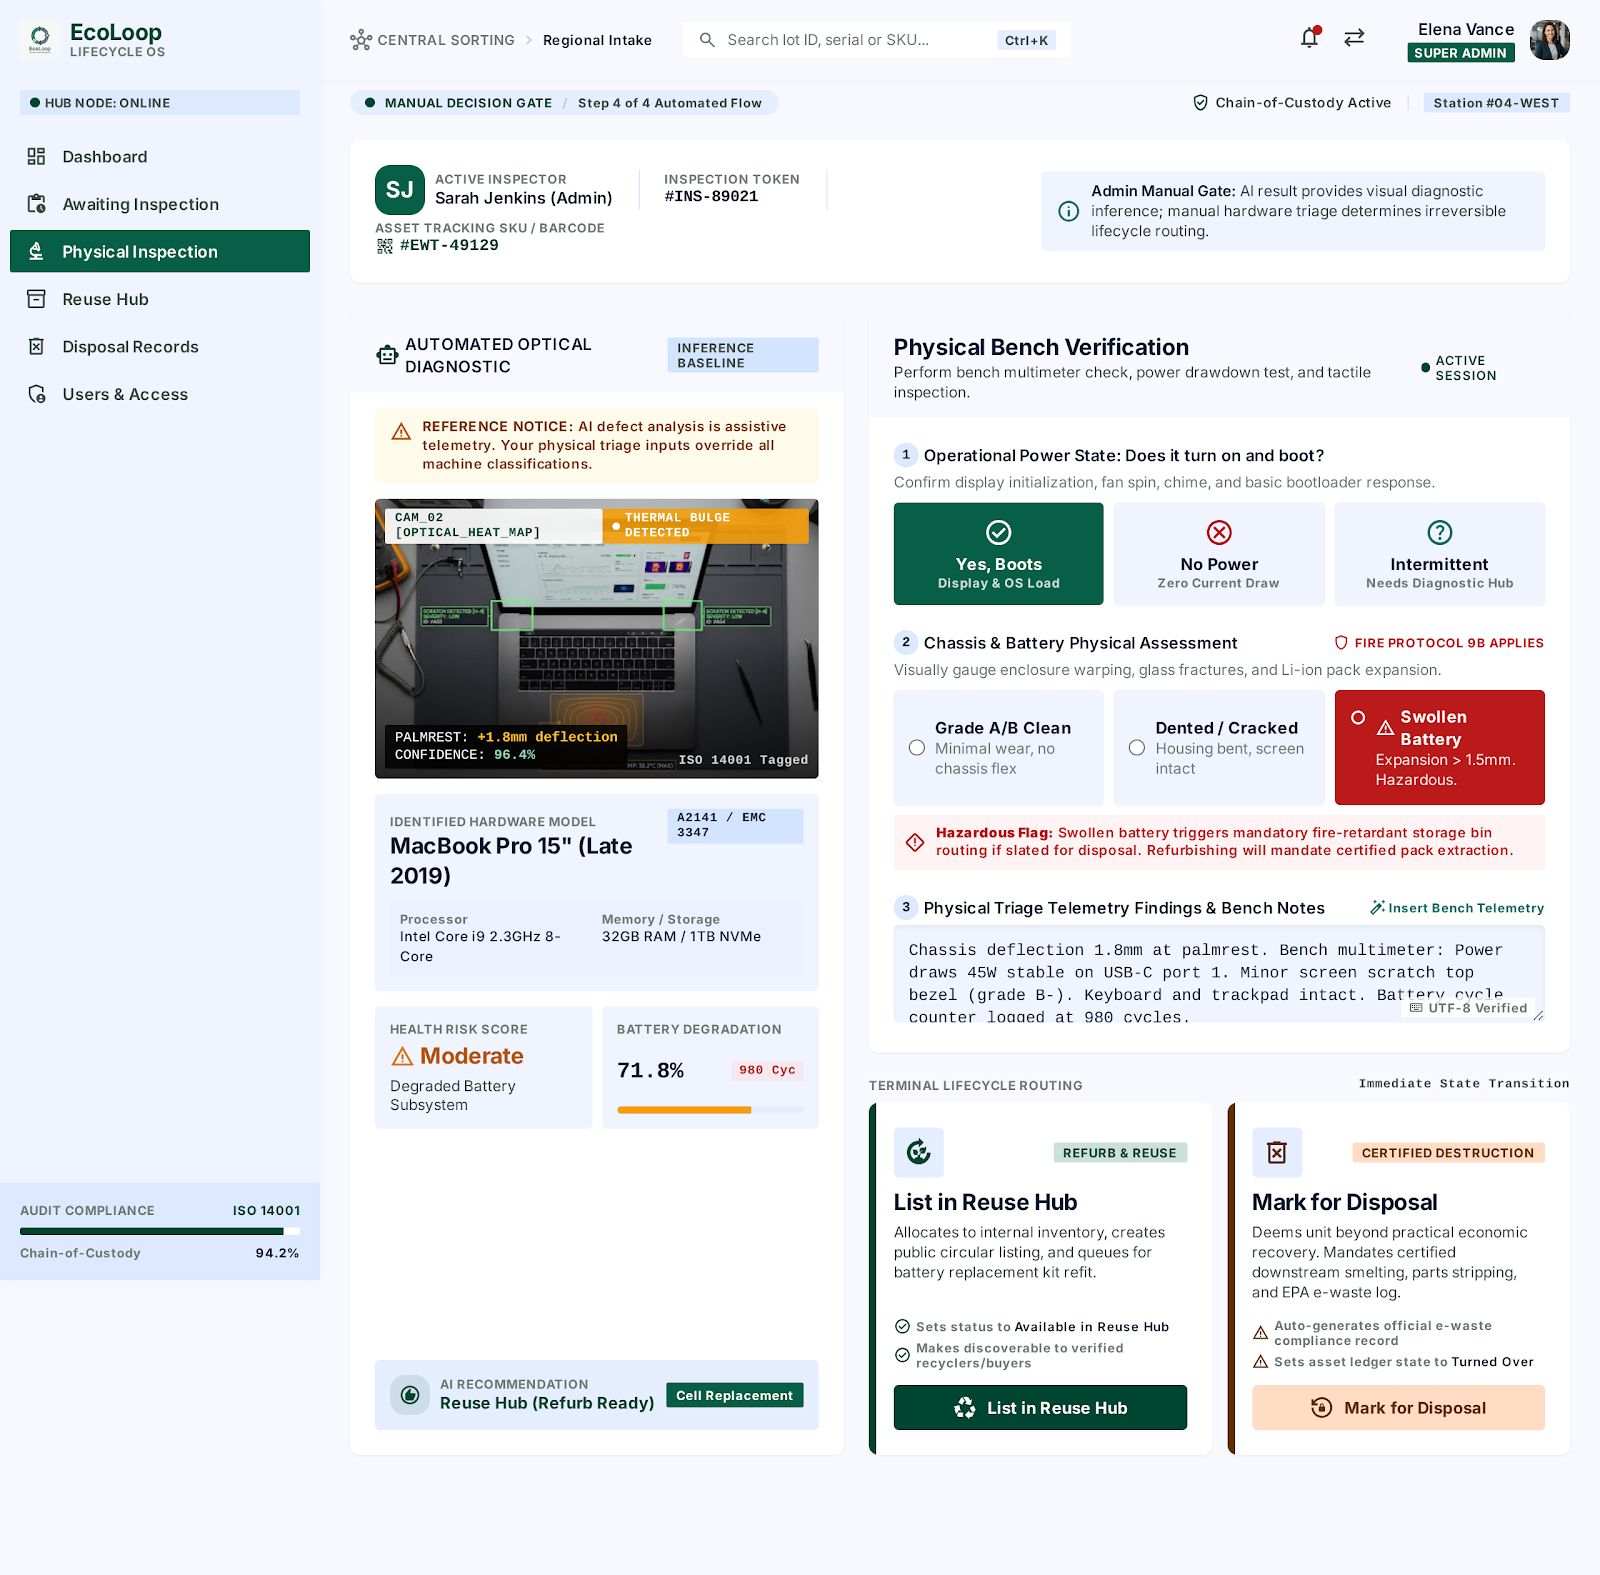 EcoLoop
LIFECYCLE OS
HUB NODE: ONLINE
Dashboard
Awaiting Inspection
Physical Inspection
Reuse Hub
Disposal Records
Users & Access
AUDIT COMPLIANCE ISO 14001
Chain-of-Custody 94.2%
CENTRAL SORTING › Regional Intake
Search lot ID, serial or SKU... Ctrl+K
Elena Vance
SUPER ADMIN
MANUAL DECISION GATE / Step 4 of 4 Automated Flow
Chain-of-Custody Active
Station #04-WEST
SJ
ACTIVE INSPECTOR
Sarah Jenkins (Admin)
INSPECTION TOKEN
#INS-89021
ASSET TRACKING SKU / BARCODE
#EWT-49129
Admin Manual Gate: AI result provides visual diagnostic
inference; manual hardware triage determines irreversible
lifecycle routing.
AUTOMATED OPTICAL
DIAGNOSTIC
INFERENCE
BASELINE
REFERENCE NOTICE: AI defect analysis is assistive
telemetry. Your physical triage inputs override all
machine classifications.
CAM_02
[OPTICAL_HEAT_MAP]
THERMAL BULGE
DETECTED
PALMREST: +1.8mm deflection
CONFIDENCE: 96.4%
ISO 14001 Tagged
IDENTIFIED HARDWARE MODEL
MacBook Pro 15" (Late
2019)
A2141 / EMC
3347
Processor
Intel Core i9 2.3GHz 8-
Core
Memory / Storage
32GB RAM / 1TB NVMe
HEALTH RISK SCORE
Moderate
Degraded Battery
Subsystem
BATTERY DEGRADATION
71.8% 980 Cyc
AI RECOMMENDATION
Reuse Hub (Refurb Ready)
Cell Replacement
Physical Bench Verification
Perform bench multimeter check, power drawdown test, and tactile
inspection.
ACTIVE
SESSION
1 Operational Power State: Does it turn on and boot?
Confirm display initialization, fan spin, chime, and basic bootloader response.
Yes, Boots
Display & OS Load
No Power
Zero Current Draw
Intermittent
Needs Diagnostic Hub
2 Chassis & Battery Physical Assessment
FIRE PROTOCOL 9B APPLIES
Visually gauge enclosure warping, glass fractures, and Li-ion pack expansion.
Grade A/B Clean
Minimal wear, no
chassis flex
Dented / Cracked
Housing bent, screen
intact
Swollen
Battery
Expansion > 1.5mm.
Hazardous.
Hazardous Flag: Swollen battery triggers mandatory fire-retardant storage bin
routing if slated for disposal. Refurbishing will mandate certified pack extraction.
3 Physical Triage Telemetry Findings & Bench Notes
Insert Bench Telemetry
Chassis deflection 1.8mm at palmrest. Bench multimeter: Power
draws 45W stable on USB-C port 1. Minor screen scratch top
bezel (grade B-). Keyboard and trackpad intact. Battery cycle
counter logged at 980 cycles.
UTF-8 Verified
TERMINAL LIFECYCLE ROUTING
Immediate State Transition
REFURB & REUSE
List in Reuse Hub
Allocates to internal inventory, creates
public circular listing, and queues for
battery replacement kit refit.
Sets status to Available in Reuse Hub
Makes discoverable to verified
recyclers/buyers
List in Reuse Hub
CERTIFIED DESTRUCTION
Mark for Disposal
Deems unit beyond practical economic
recovery. Mandates certified
downstream smelting, parts stripping,
and EPA e-waste log.
Auto-generates official e-waste
compliance record
Sets asset ledger state to Turned Over
Mark for Disposal